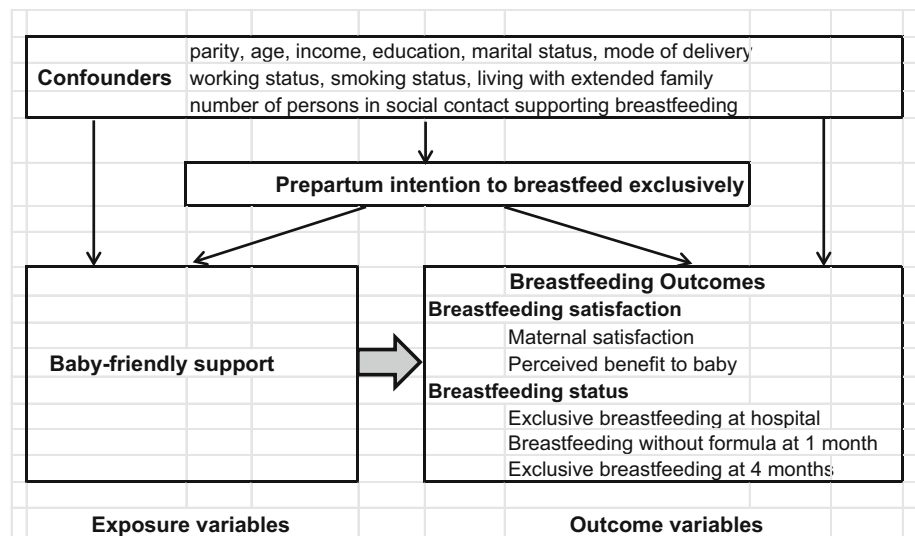 parity, age, income, education, marital status, mode of delivery
Confounders working status, smoking status, living with extended family
number of persons in social contact supporting breastfeeding
Prepartum intention to breastfeed exclusively
Breastfeeding Outcomes
Breastfeeding satisfaction
Maternal satisfaction
Baby-friendly support
Perceived benefit to baby
Breastfeeding status
Exclusive breastfeeding at hospital
Breastfeeding without formula at 1 month
Exclusive breastfeeding at 4 months
Exposure variables
Outcome variables